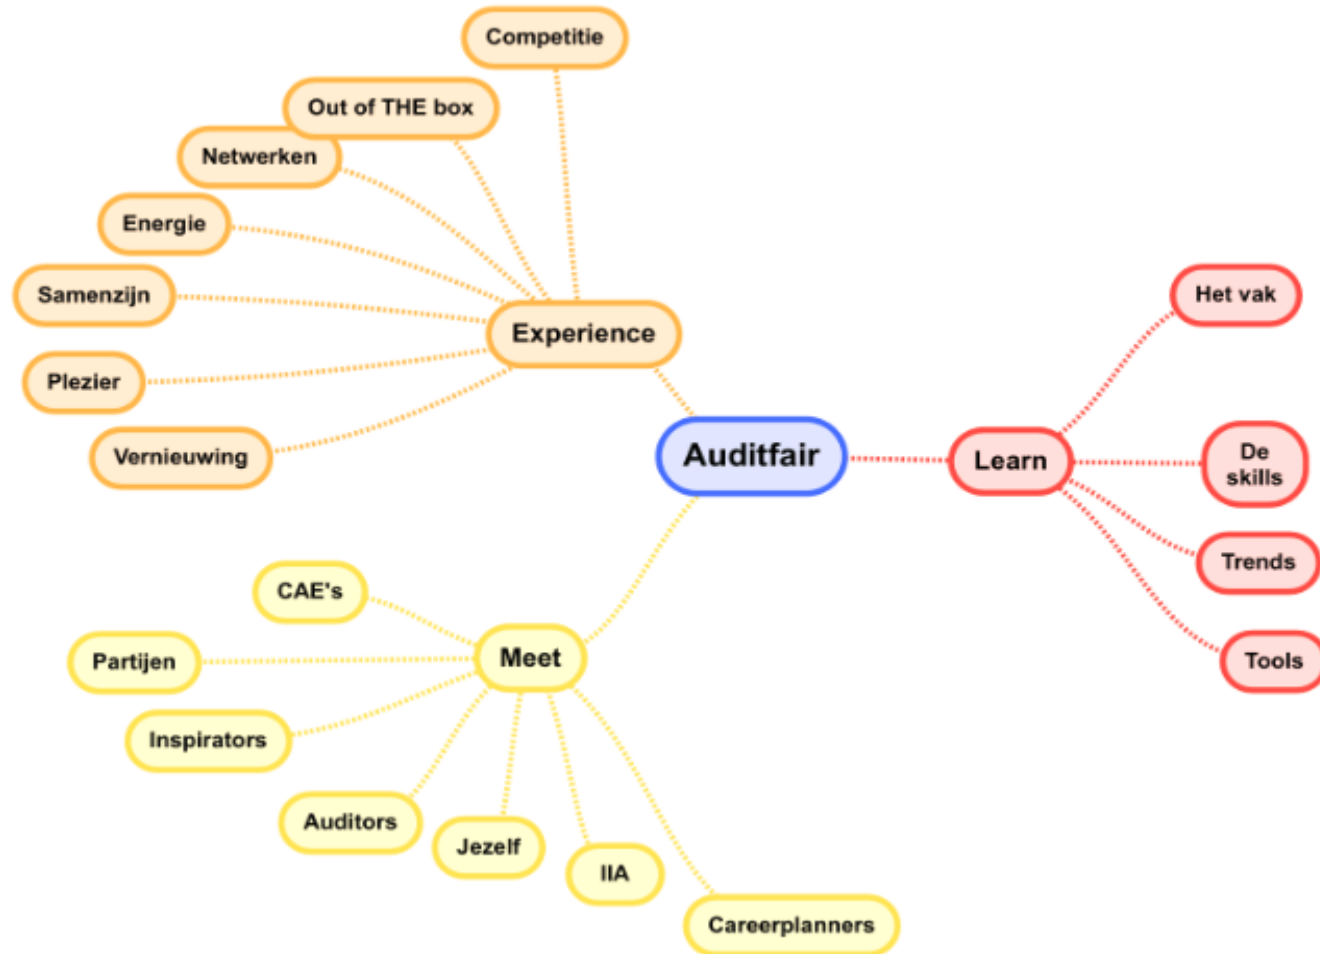 Competitie
Out of THE box
Netwerken
Energie
Samenzijn
Plezier
Vernieuwing
Experience
Auditfair
Learn
Het vak
De
skills
Trends
Tools
Meet
CAE's
Partijen
Inspirators
Auditors
Jezelf
IIA
Careerplanners